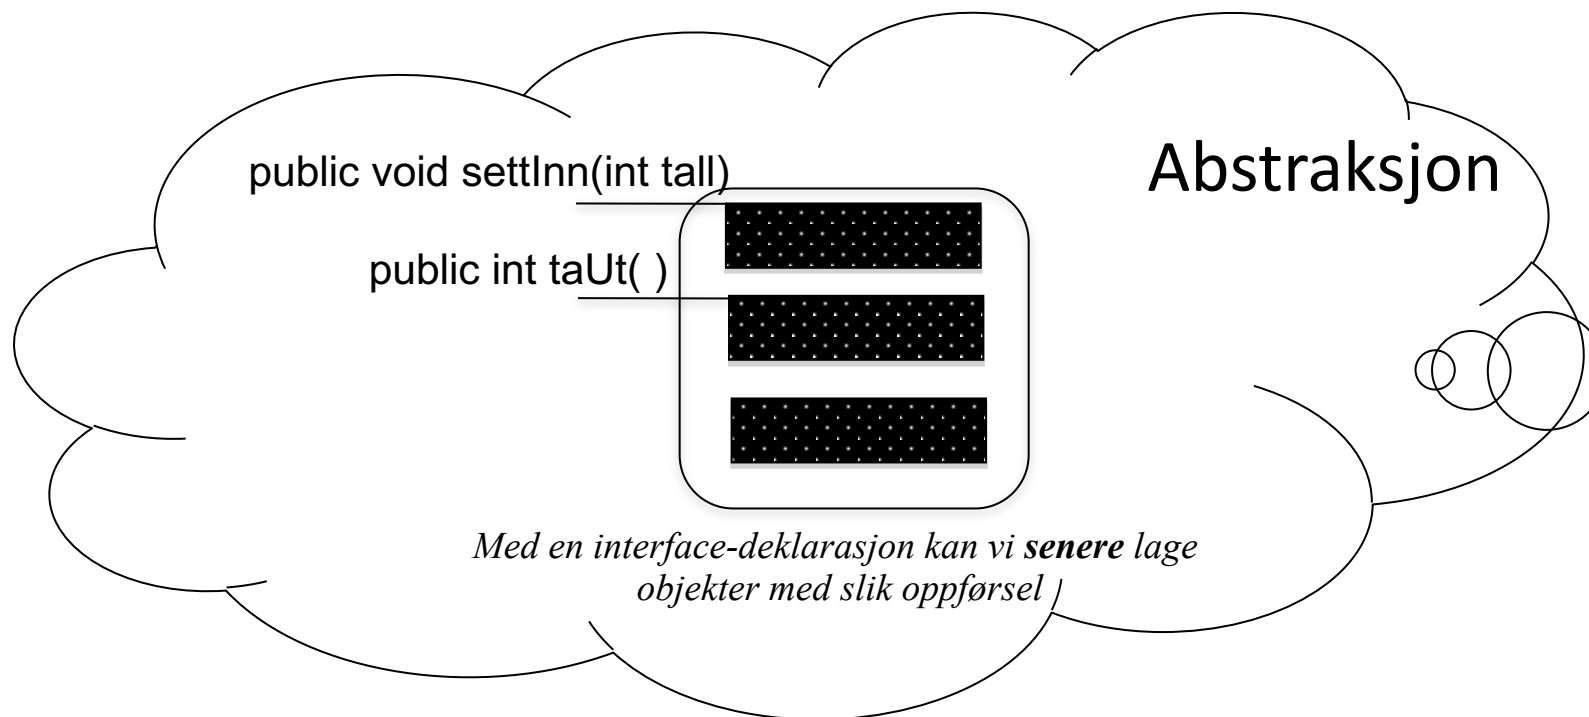 Abstraksjon
public void settInn(int tall)
public int taUt( )
Med en interface-deklarasjon kan vi senere lage
objekter med slik oppførsel